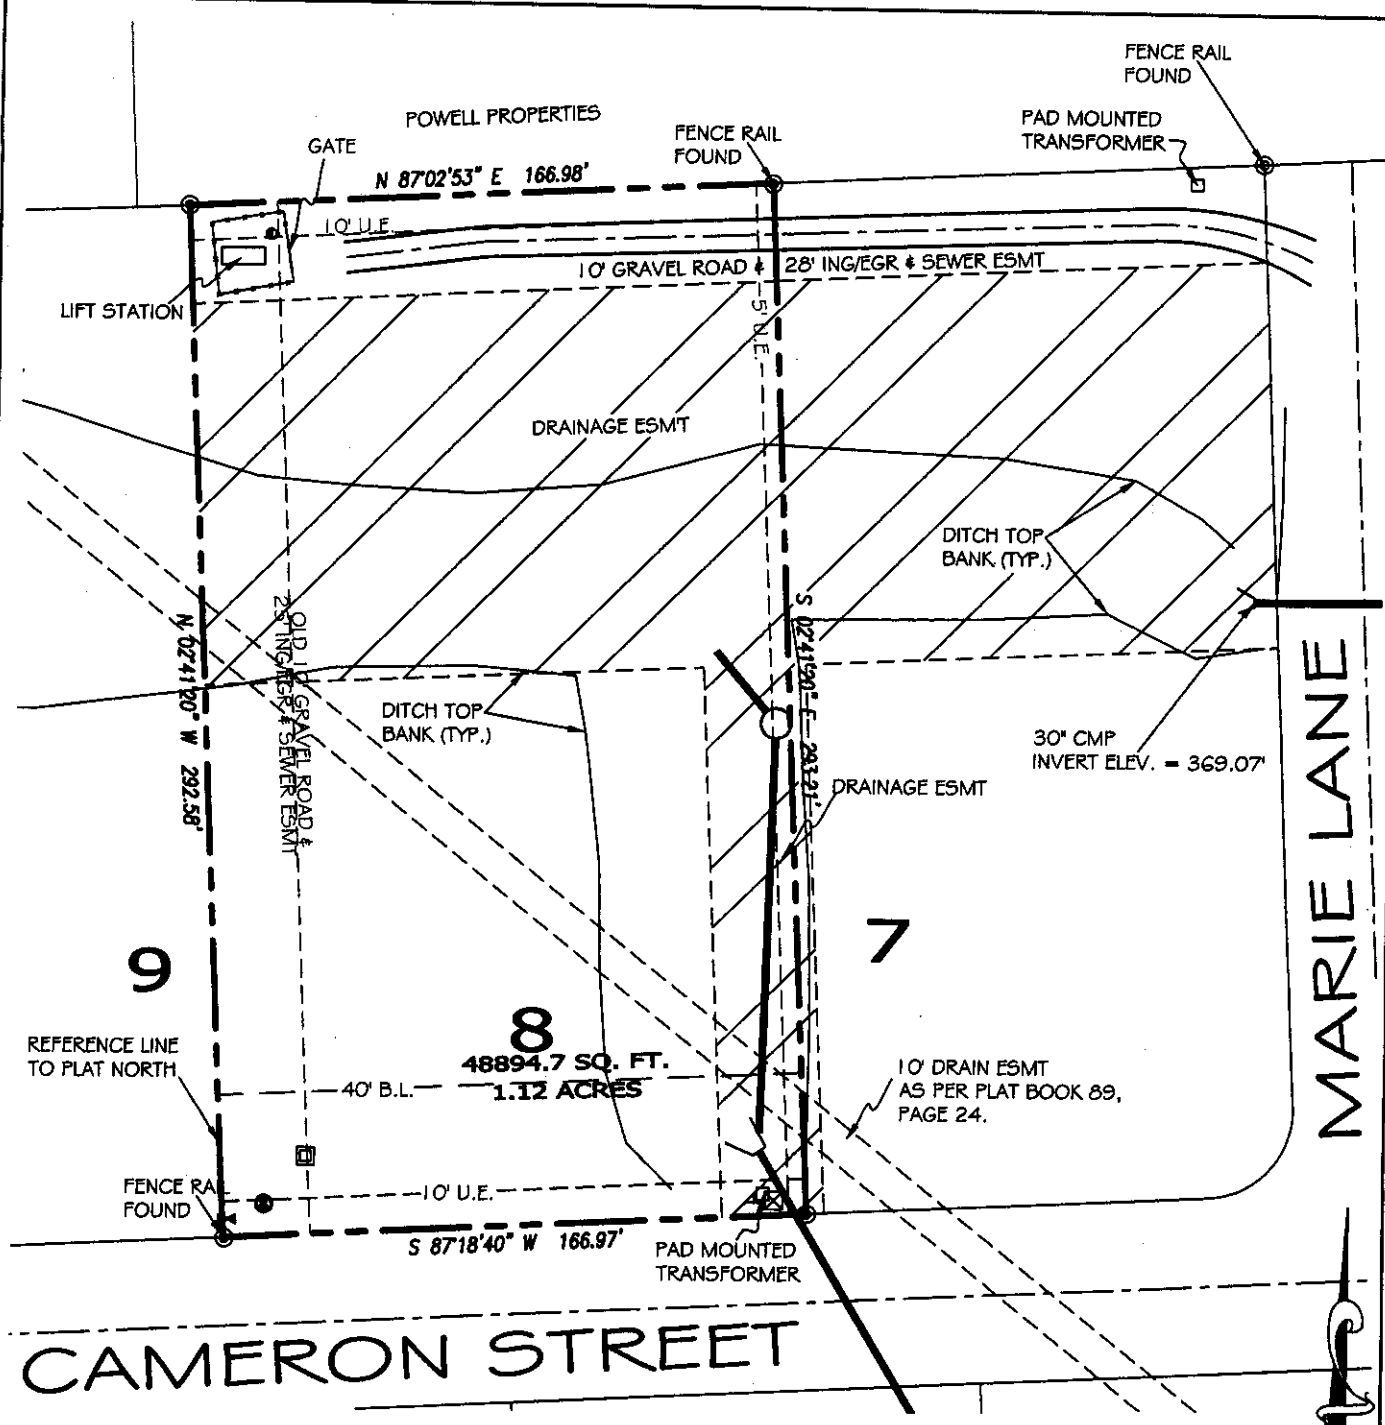 FENCE RAIL
FOUND
POWELL PROPERTIES
PAD MOUNTED
TRANSFORMER
GATE
FENCE RAIL
FOUND
N 87°02'53" E 166.98'
10' U.E.
10' GRAVEL ROAD & 28' ING/EGR & SEWER ESMT
LIFT STATION
5' U.E.
DRAINAGE ESMT
DITCH TOP
BANK (TYP.)
N 02°41'20" W 292.58'
OLD 10' GRAVEL ROAD &
25' ING/EGR & SEWER ESMT
S 02°41'20" E 293.21'
DITCH TOP
BANK (TYP.)
30" CMP
INVERT ELEV. = 369.07'
DRAINAGE ESMT
MARIE LANE
9
7
8
48894.7 SQ. FT.
1.12 ACRES
REFERENCE LINE
TO PLAT NORTH
40' B.L.
10' DRAIN ESMT
AS PER PLAT BOOK 89,
PAGE 24.
FENCE RAI
FOUND
10' U.E.
S 87°18'40" W 166.97'
PAD MOUNTED
TRANSFORMER
CAMERON STREET